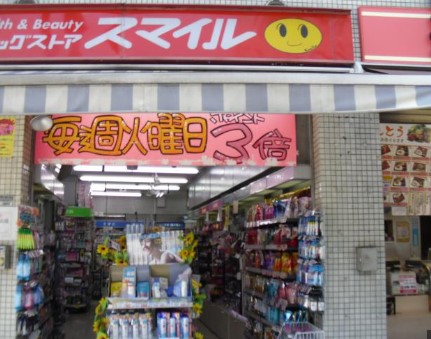 th & Beauty
ッグストア
スマイル
毎週火曜日
ポイント
3倍